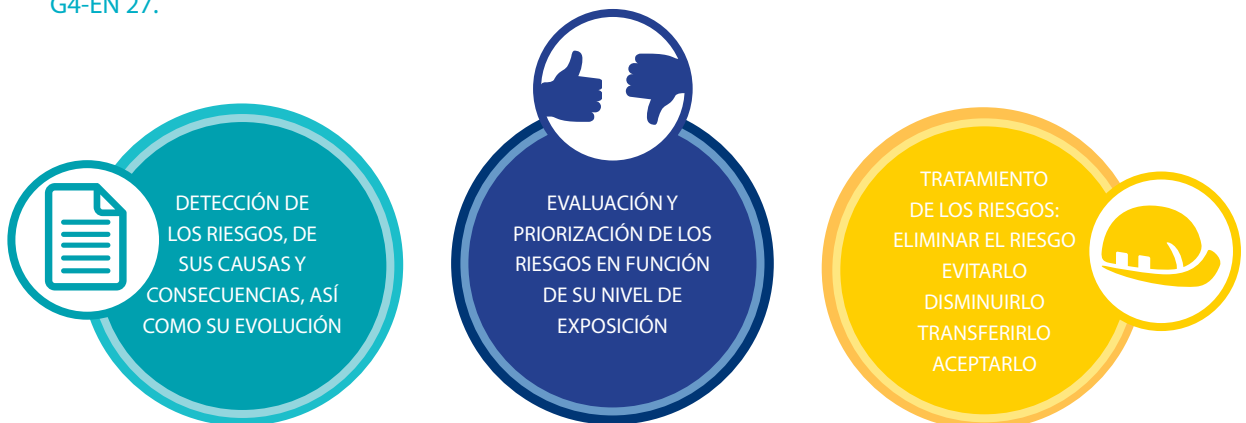 G4-EN 27.
DETECCIÓN DE
LOS RIESGOS, DE
SUS CAUSAS Y
CONSECUENCIAS, ASÍ
COMO SU EVOLUCIÓN
EVALUACIÓN Y
PRIORIZACIÓN DE LOS
RIESGOS EN FUNCIÓN
DE SU NIVEL DE
EXPOSICIÓN
TRATAMIENTO
DE LOS RIESGOS:
ELIMINAR EL RIESGO
EVITARLO
DISMINUIRLO
TRANSFERIRLO
ACEPTARLO